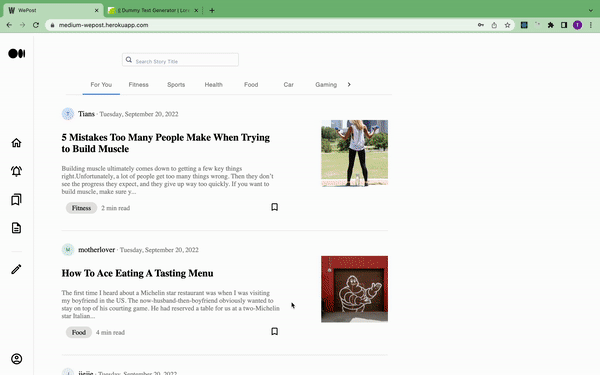 WePost
|| Dummy Text Generator | Lor
medium-wepost.herokuapp.com
T
Search Story Title
For You
Fitness
Sports
Health
Food
Car
Gaming
T
Tians · Tuesday, September 20, 2022
5 Mistakes Too Many People Make When Trying
to Build Muscle
Building muscle ultimately comes down to getting a few key things
right.Unfortunately, a lot of people get too many things wrong. Then they don't
see the progress they expect, and they give up way too quickly. If you want to
build muscle, make sure y...
Fitness
2 min read
M
motherlover · Tuesday, September 20, 2022
How To Ace Eating A Tasting Menu
The first time I heard about a Michelin star restaurant was when I was visiting
my boyfriend in the US. The now-husband-then-boyfriend obviously wanted to
stay on top of his courting game. He had reserved a table for us at a two-Michelin
star Italian...
Food
4 min read
Tuesday, September 20, 2022